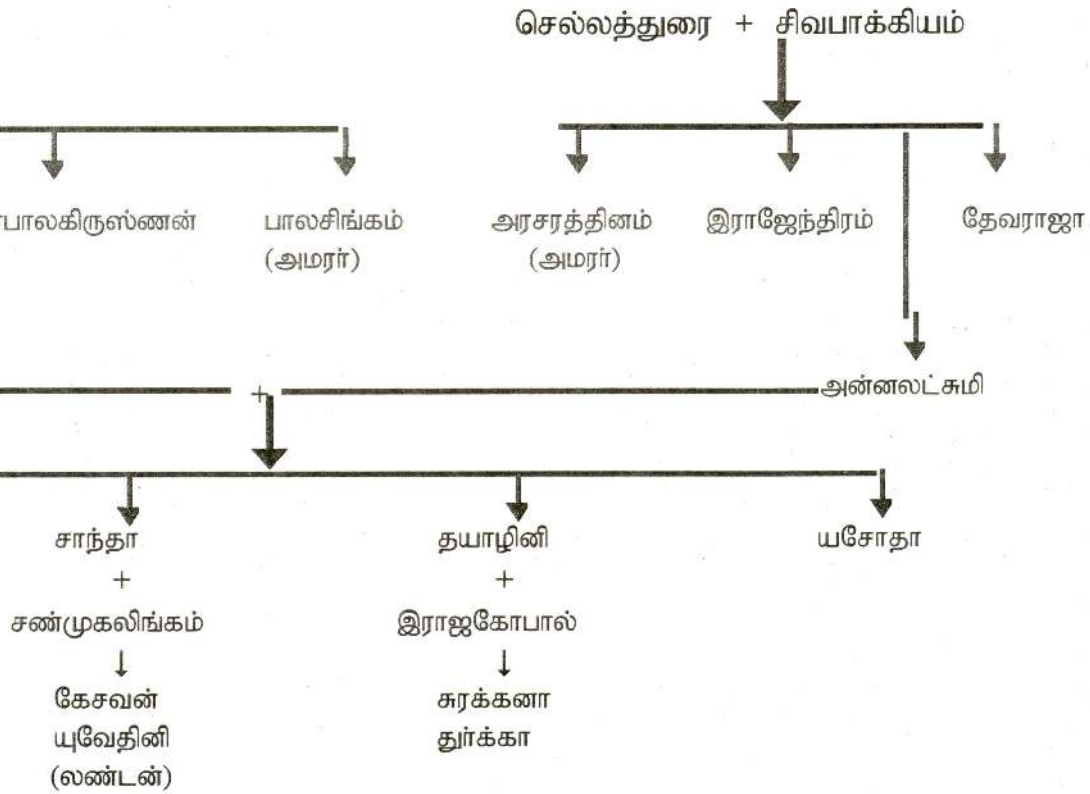 செல்லத்துரை + சிவபாக்கியம்
பாலகிருஸ்ணன் பாலசிங்கம் அரசரத்தினம் இராஜேந்திரம் தேவராஜா
(அமரர்) (அமரர்)
+ அன்னலட்சுமி
சாந்தா தயாழினி யசோதா
+ +
சண்முகலிங்கம் இராஜகோபால்
கேசவன் சுரக்கனா
யுவேதினி துர்க்கா
(லண்டன்)